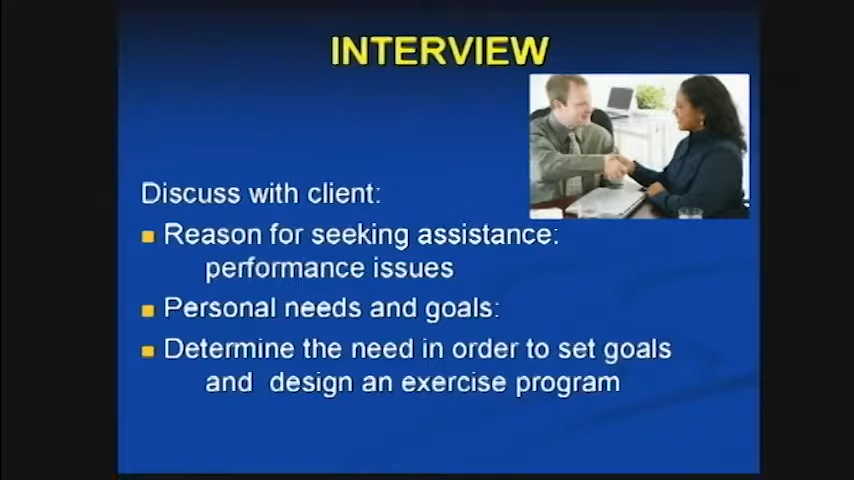 INTERVIEW
Discuss with client:
Reason for seeking assistance:
performance issues
Personal needs and goals:
Determine the need in order to set goals
and design an exercise program